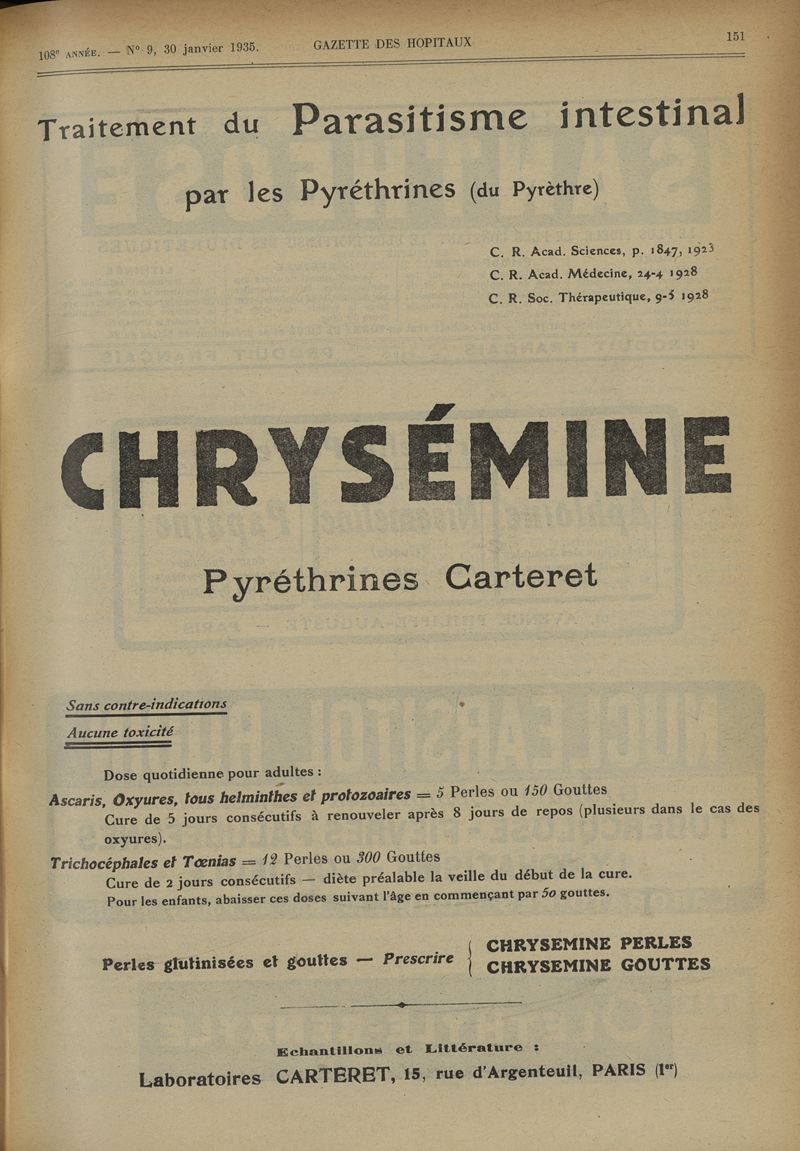 108e ANNÉE. — N° 9, 30 janvier 1935.
GAZETTE DES HOPITAUX
151
Traitement du Parasitisme intestinal
par les Pyréthrines (du Pyrèthre)
C. R. Acad. Sciences, p. 1847, 1923
C. R. Acad. Médecine, 24-4 1928
C. R. Soc. Thérapeutique, 9-5 1928
CHRYSÉMINE
Pyréthrines Carteret
Sans contre-indications
Aucune toxicité
Dose quotidienne pour adultes :
Ascaris, Oxyures, tous helminthes et protozoaires = 5 Perles ou 150 Gouttes
Cure de 5 jours consécutifs à renouveler après 8 jours de repos (plusieurs dans le cas des
oxyures).
Trichocéphales et Tœnias = 12 Perles ou 300 Gouttes
Cure de 2 jours consécutifs — diète préalable la veille du début de la cure.
Pour les enfants, abaisser ces doses suivant l'âge en commençant par 50 gouttes.
Perles glutinisées et gouttes — Prescrire { CHRYSEMINE PERLES
CHRYSEMINE GOUTTES
Echantillons et Littérature :
Laboratoires CARTERET, 15, rue d'Argenteuil, PARIS (1er)